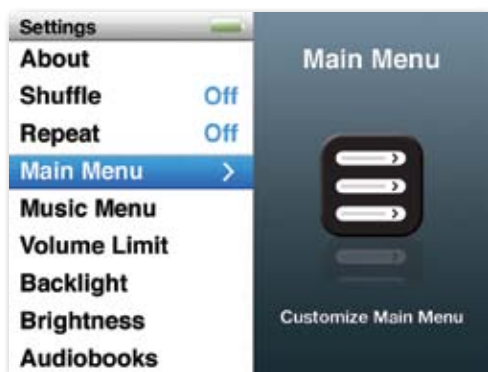 Settings
About
Shuffle Off
Repeat Off
Main Menu >
Music Menu
Volume Limit
Backlight
Brightness
Audiobooks
Main Menu
Customize Main Menu